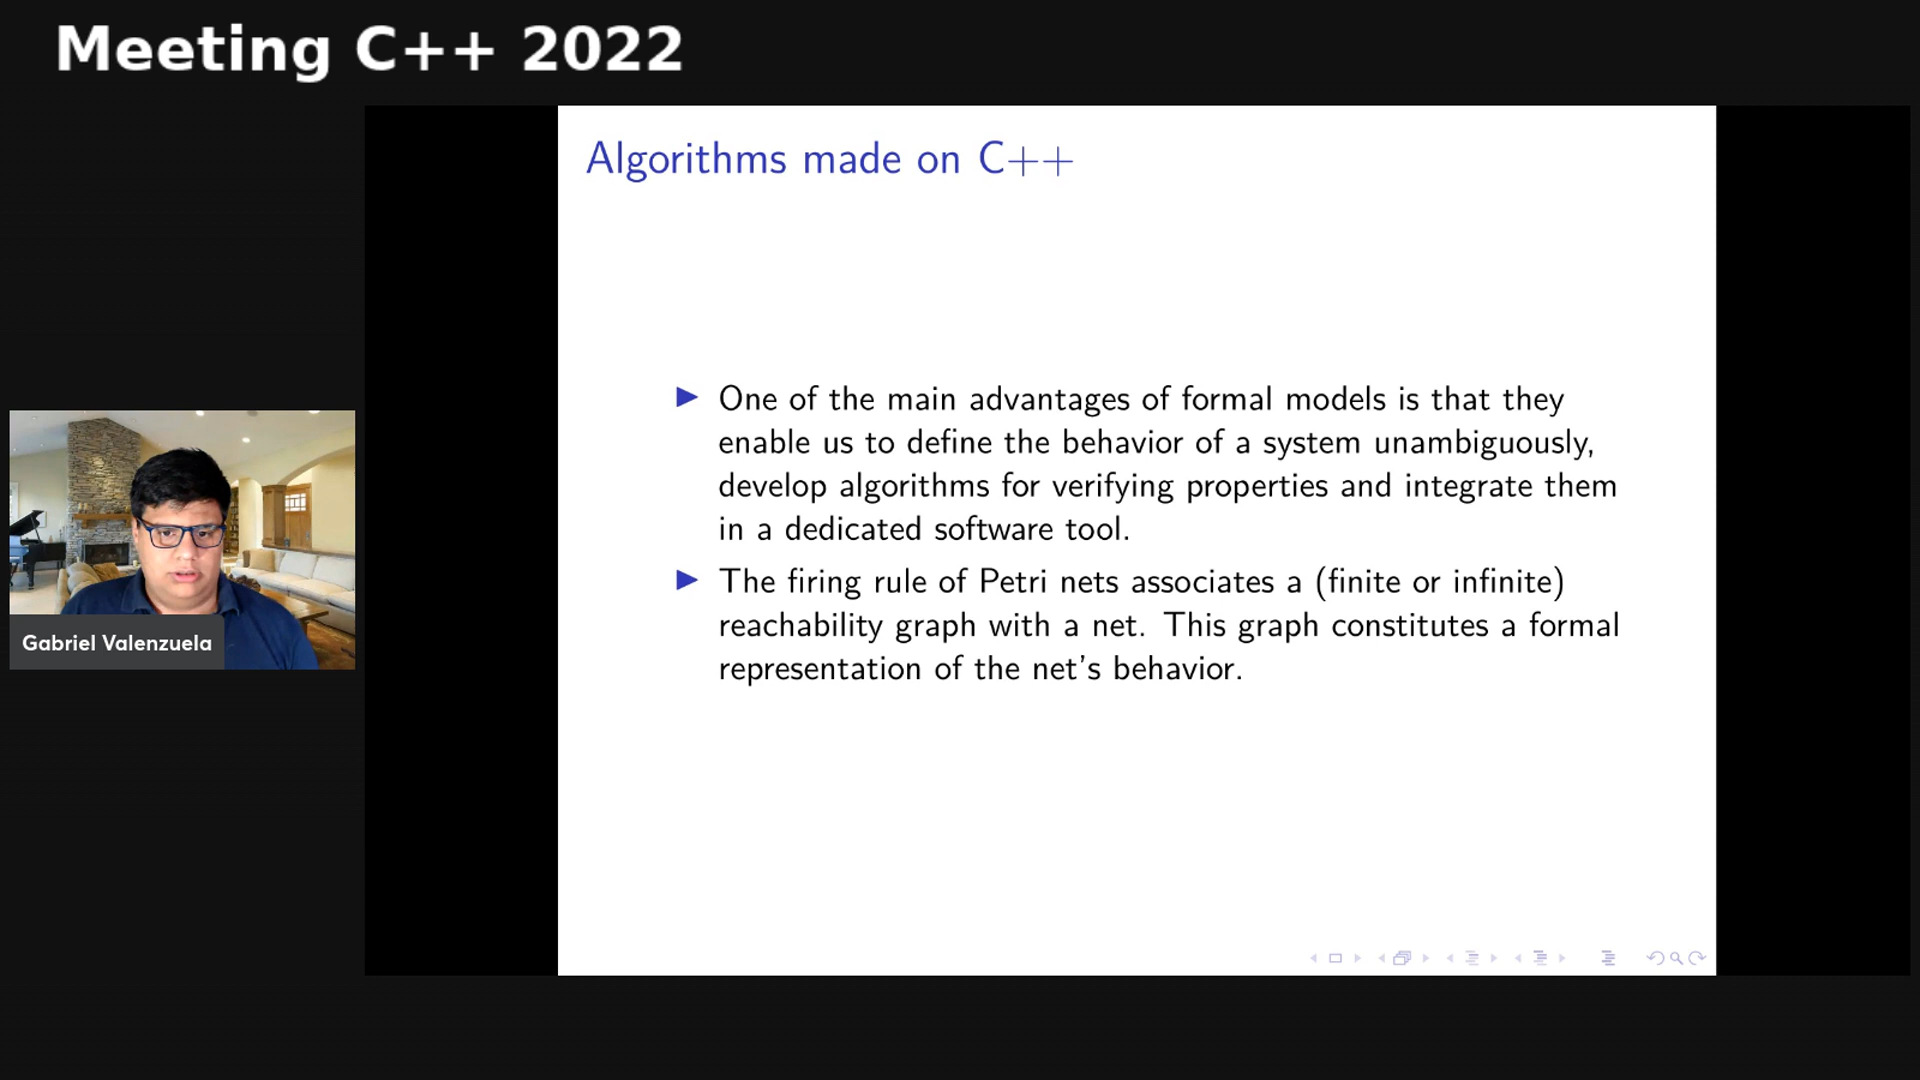 Meeting C++ 2022
Algorithms made on C++
One of the main advantages of formal models is that they
enable us to define the behavior of a system unambiguously,
develop algorithms for verifying properties and integrate them
in a dedicated software tool.
The firing rule of Petri nets associates a (finite or infinite)
reachability graph with a net. This graph constitutes a formal
representation of the net's behavior.
Gabriel Valenzuela